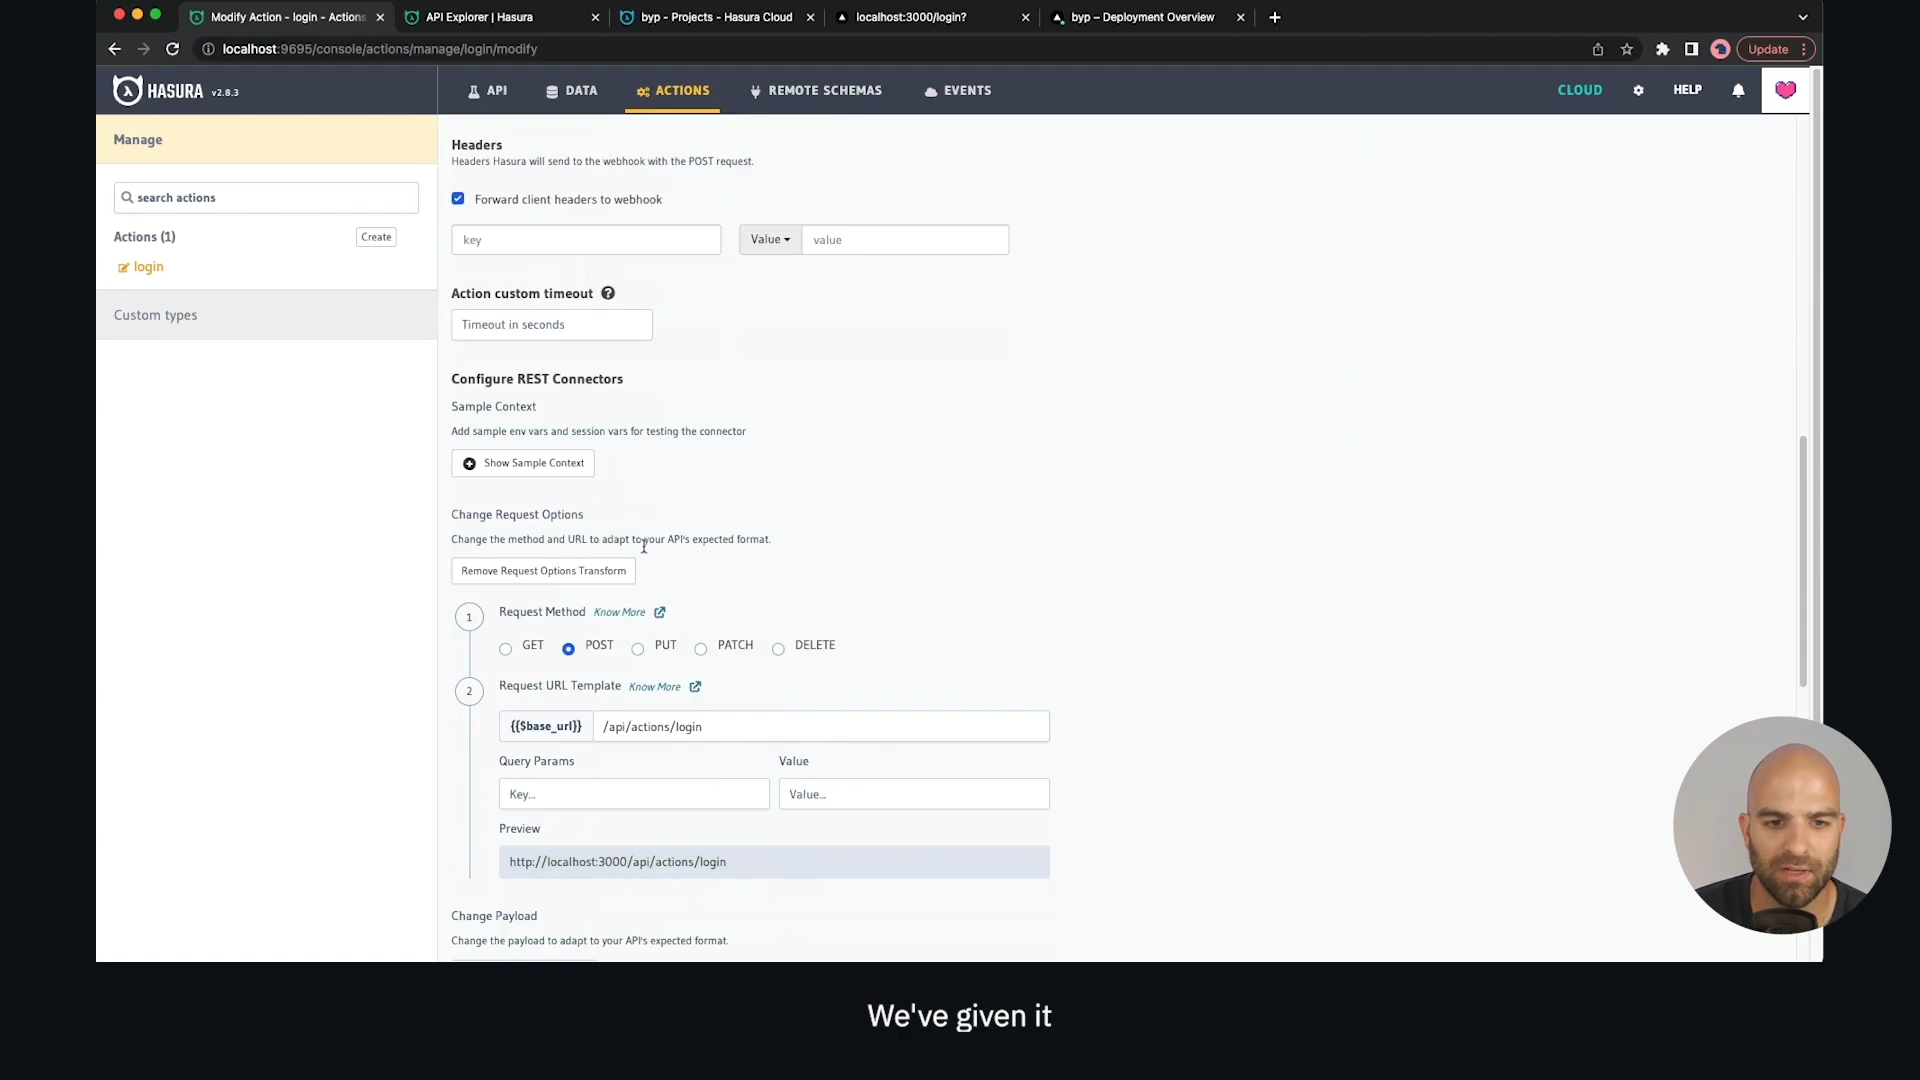 Modify Action - login - Actions
API Explorer | Hasura
byp - Projects - Hasura Cloud
localhost:3000/login?
byp – Deployment Overview
localhost:9695/console/actions/manage/login/modify
Update
HASURA v2.8.3
API
DATA
ACTIONS
REMOTE SCHEMAS
EVENTS
CLOUD
HELP
Manage
search actions
Actions (1)
Create
login
Custom types
Headers
Headers Hasura will send to the webhook with the POST request.
Forward client headers to webhook
key
Value
value
Action custom timeout
Timeout in seconds
Configure REST Connectors
Sample Context
Add sample env vars and session vars for testing the connector
Show Sample Context
Change Request Options
Change the method and URL to adapt to your API's expected format.
Remove Request Options Transform
1
Request Method Know More
GET POST PUT PATCH DELETE
2
Request URL Template Know More
{{$base_url}} /api/actions/login
Query Params
Value
Key...
Value...
Preview
http://localhost:3000/api/actions/login
Change Payload
Change the payload to adapt to your API's expected format.
We've given it